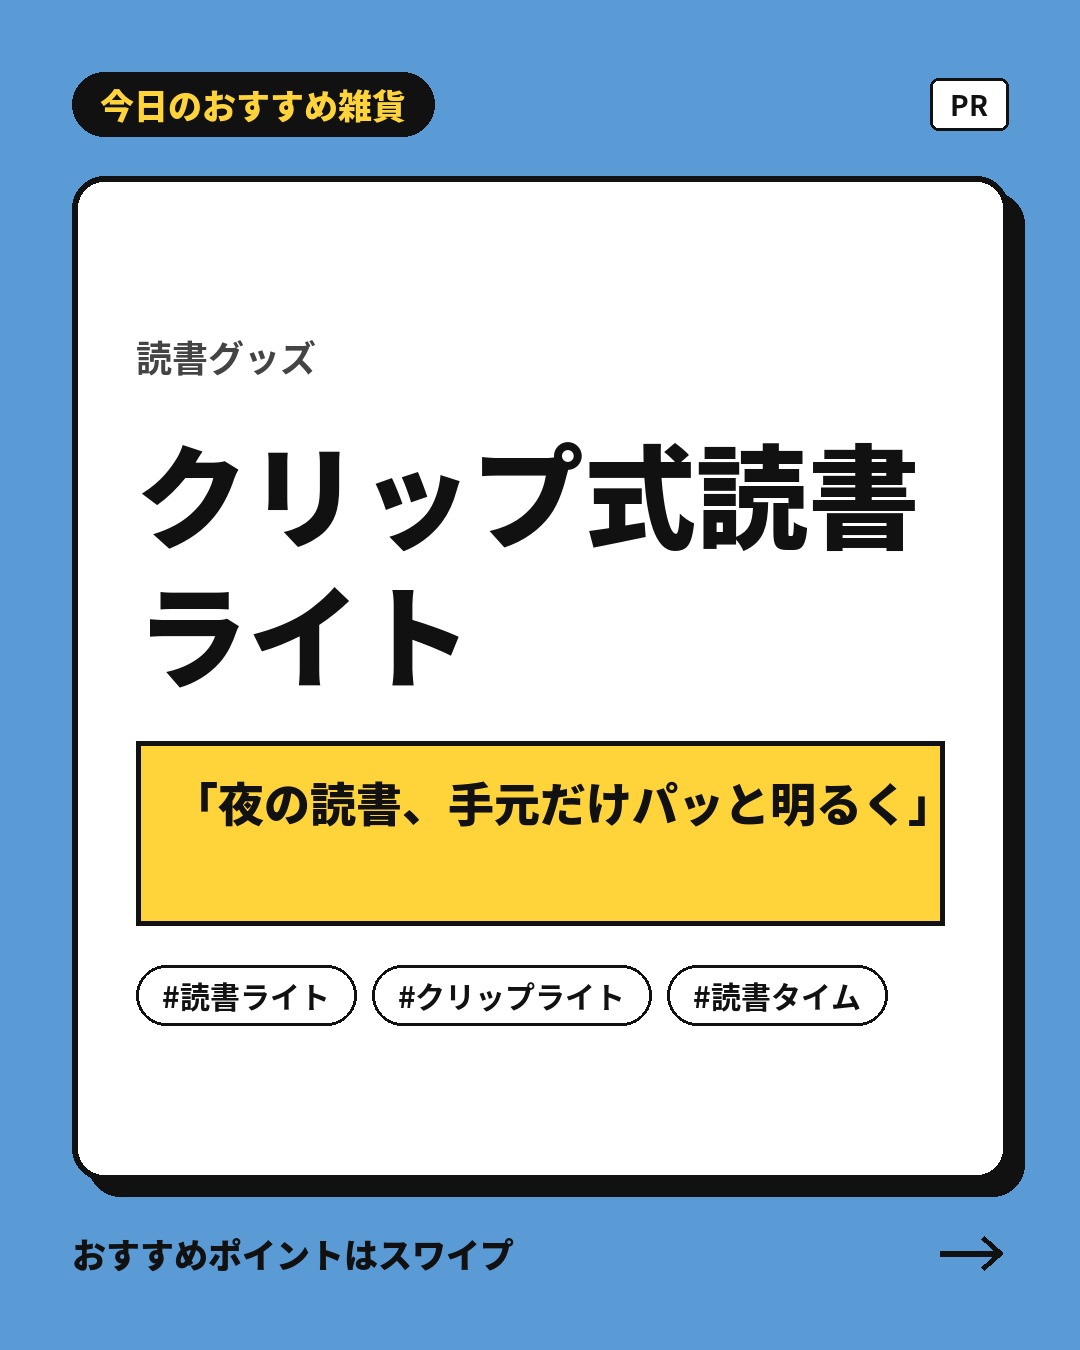 今日のおすすめ雑貨
PR
読書グッズ
クリップ式読書
ライト
「夜の読書、手元だけパッと明るく」
#読書ライト
#クリップライト
#読書タイム
おすすめポイントはスワイプ